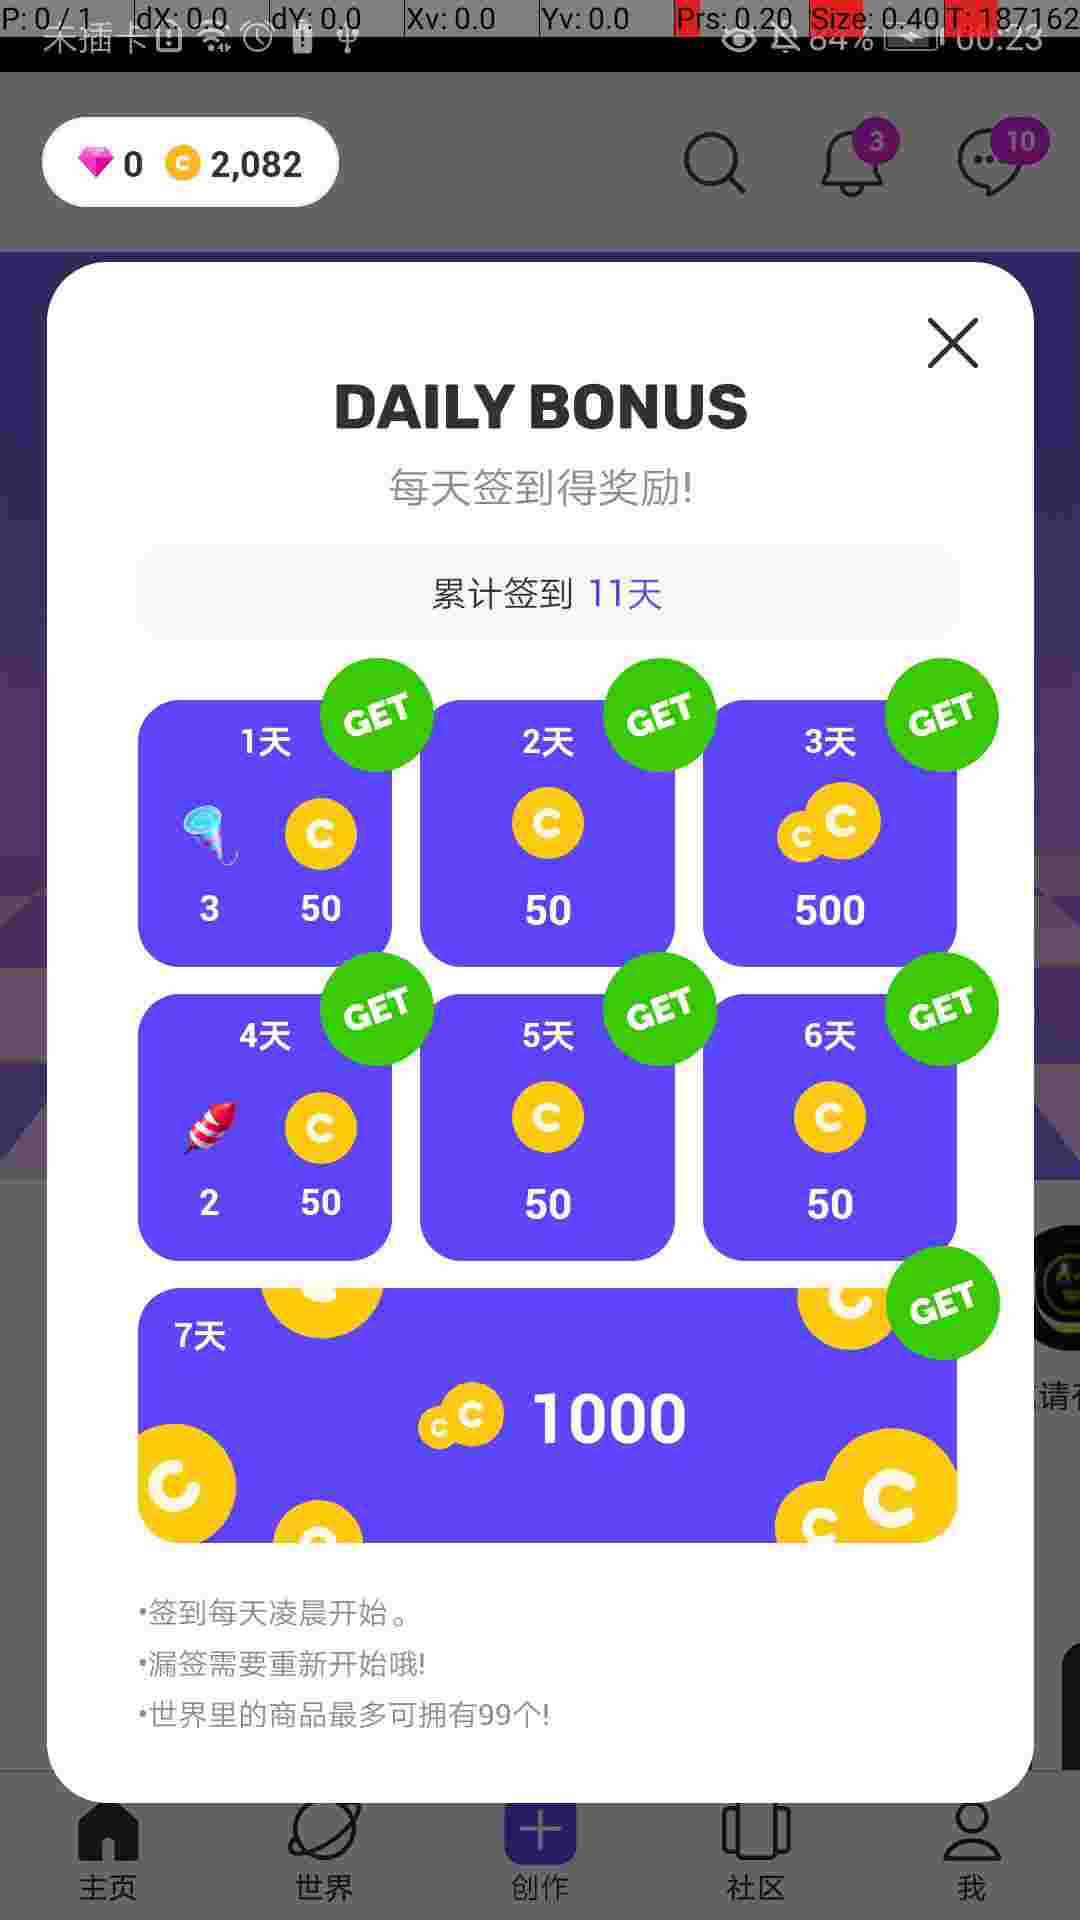 P: 0 / 1 dX: 0.0 dY: 0.0 Xv: 0.0 Yv: 0.0 Prs: 0.20 Size: 0.40 T: 187162
未插卡 84% 00:23
0 2,082 3 10
DAILY BONUS
每天签到得奖励!
累计签到 11天
1天 GET 2天 GET 3天 GET
3 50 50 500
4天 GET 5天 GET 6天 GET
2 50 50 50
7天 GET
1000
•签到每天凌晨开始。
•漏签需要重新开始哦!
•世界里的商品最多可拥有99个!
主页 世界 创作 社区 我